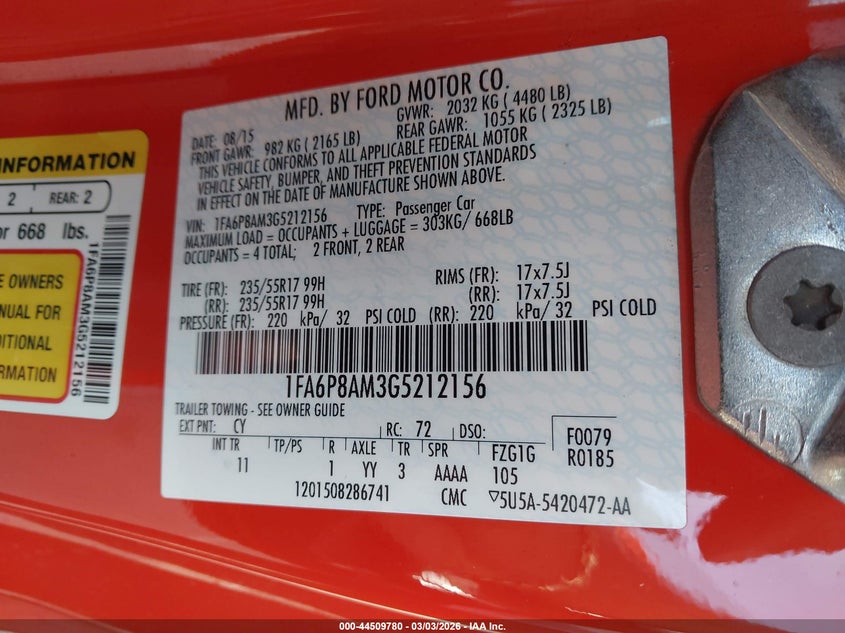 MFD. BY FORD MOTOR CO.
DATE: 08/15
GVWR: 2032 KG ( 4480 LB)
FRONT GAWR: 982 KG ( 2165 LB)
REAR GAWR: 1055 KG ( 2325 LB)
THIS VEHICLE CONFORMS TO ALL APPLICABLE FEDERAL MOTOR
VEHICLE SAFETY, BUMPER, AND THEFT PREVENTION STANDARDS
IN EFFECT ON THE DATE OF MANUFACTURE SHOWN ABOVE.
VIN: 1FA6P8AM3G5212156 TYPE: Passenger Car
MAXIMUM LOAD = OCCUPANTS + LUGGAGE = 303KG/ 668LB
OCCUPANTS = 4 TOTAL; 2 FRONT, 2 REAR
TIRE (FR): 235/55R17 99H RIMS (FR): 17x7.5J
(RR): 235/55R17 99H (RR): 17x7.5J
PRESSURE (FR): 220 kPa/ 32 PSI COLD (RR): 220 kPa/ 32 PSI COLD
1FA6P8AM3G5212156
TRAILER TOWING - SEE OWNER GUIDE
EXT PNT: CY RC: 72 DSO: F0079
INT TR TP/PS R AXLE TR SPR FZG1G R0185
11 1 YY 3 AAAA 105
1201508286741 CMC ▽5U5A-5420472-AA
INFORMATION
2 REAR: 2
or 668 lbs.
E OWNERS
ANUAL FOR
DITIONAL
ORMATION
1FA6P8AM3G5212156
000-44509780 - 03/03/2026 - IAA Inc.